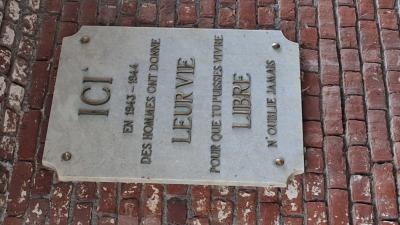 ICI
EN 1943-1944
DES HOMMES ONT DONNE
LEUR VIE
POUR QUE TU PUISSES VIVRE
LIBRE
N'OUBLIE JAMAIS